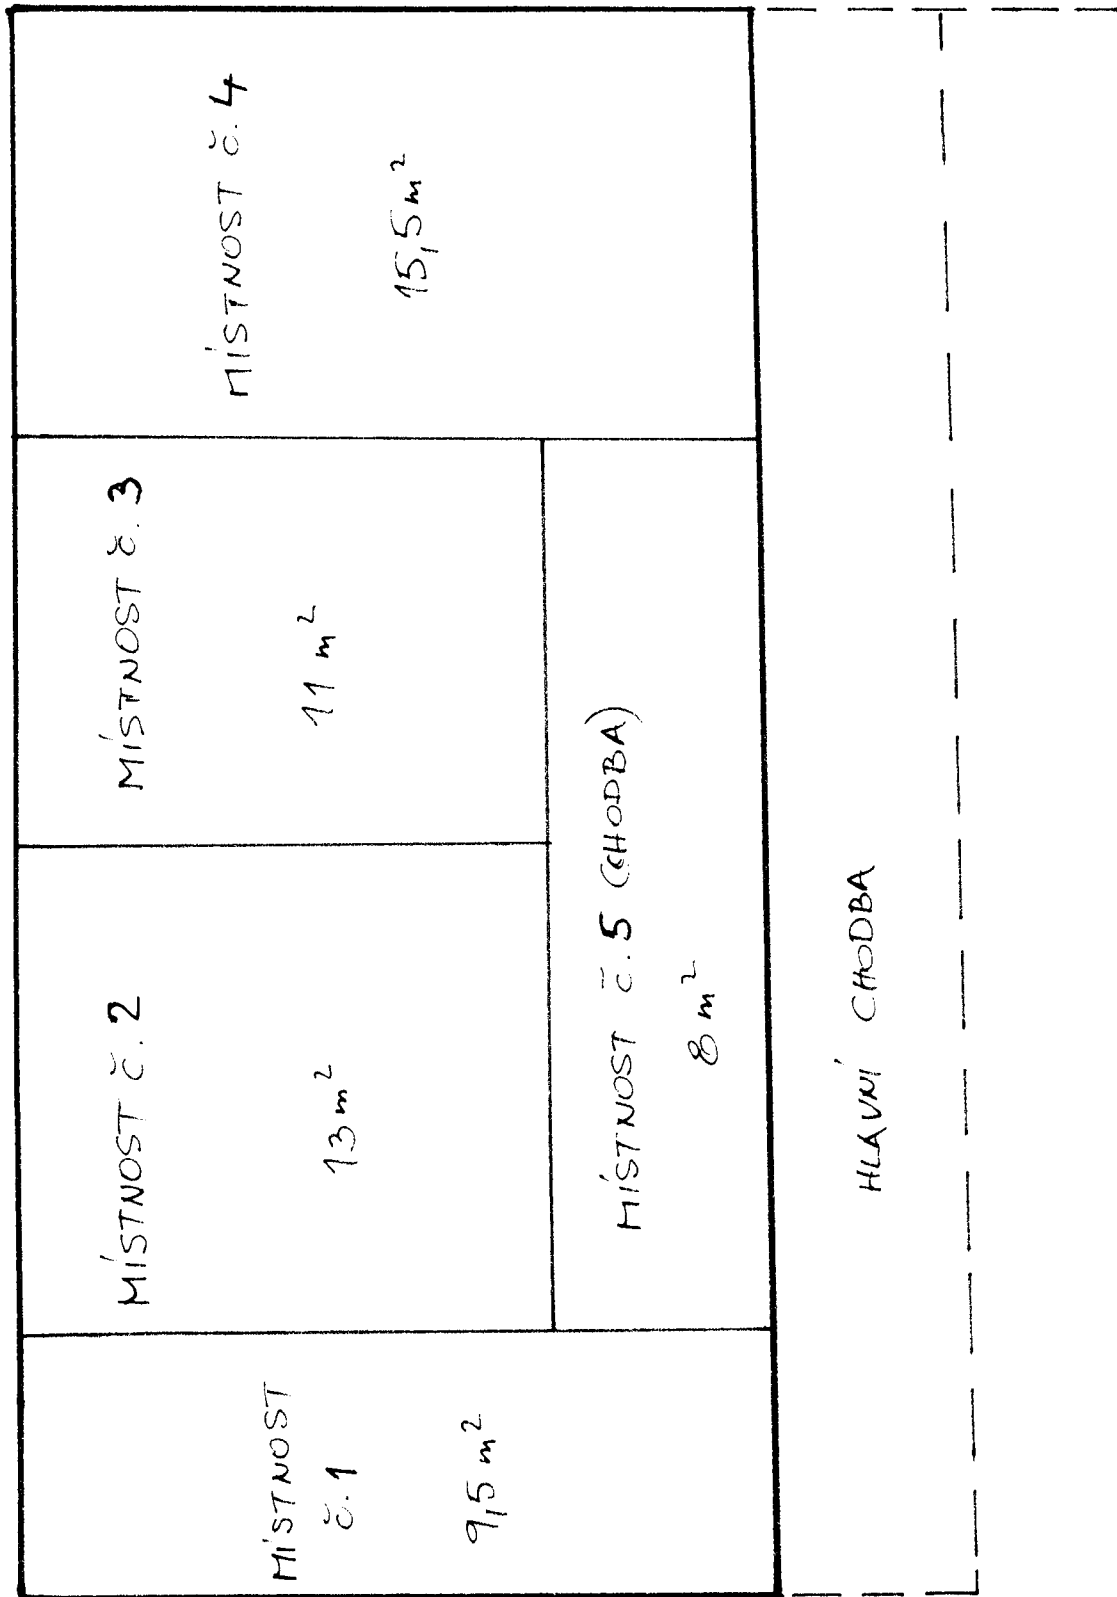 MÍSTNOST
č.1
9,5 m²
MÍSTNOST č.2
13 m²
MÍSTNOST č.3
11 m²
MÍSTNOST č.4
15,5 m²
MÍSTNOST č.5 (CHODBA)
8 m²
HLAVNÍ CHODBA